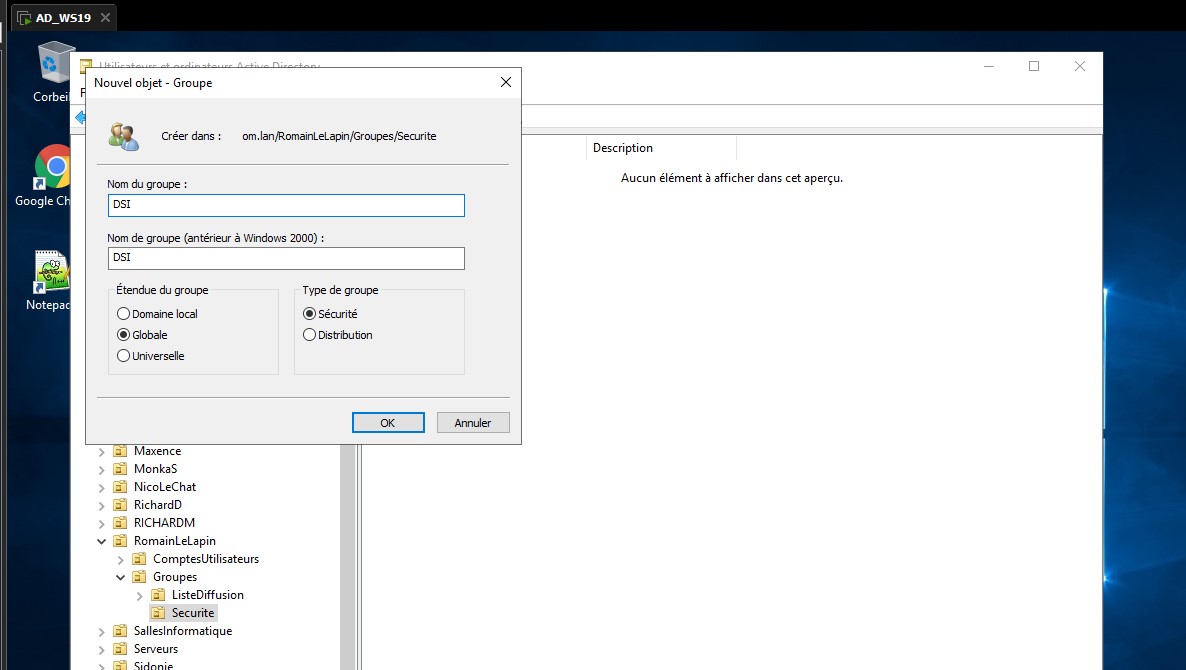 AD_WS19
Utilisateurs et ordinateurs Active Directory
Corbeil
Nouvel objet - Groupe
Créer dans :
om.lan/RomainLeLapin/Groupes/Securite
Description
Nom du groupe :
Aucun élément à afficher dans cet aperçu.
Google Ch
DSI
Nom de groupe (antérieur à Windows 2000) :
DSI
Étendue du groupe
Type de groupe
Notepad
Domaine local
Sécurité
Globale
Distribution
Universelle
OK
Annuler
Maxence
MonkaS
NicoLeChat
RichardD
RICHARDM
RomainLeLapin
ComptesUtilisateurs
Groupes
ListeDiffusion
Securite
SallesInformatique
Serveurs
Sidonie